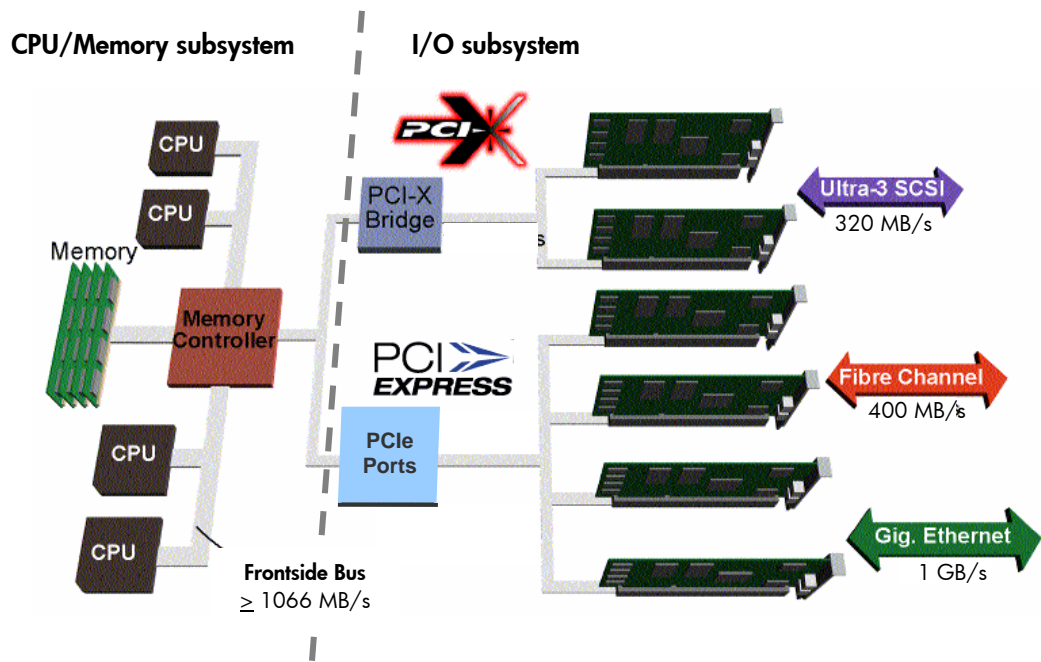 CPU/Memory subsystem
I/O subsystem
PCI-X
CPU
CPU
Memory
Memory
Controller
CPU
CPU
Frontside Bus
≥ 1066 MB/s
PCI-X
Bridge
s
PCI
EXPRESS
PCIe
Ports
Ultra-3 SCSI
320 MB/s
Fibre Channel
400 MB/s
Gig. Ethernet
1 GB/s